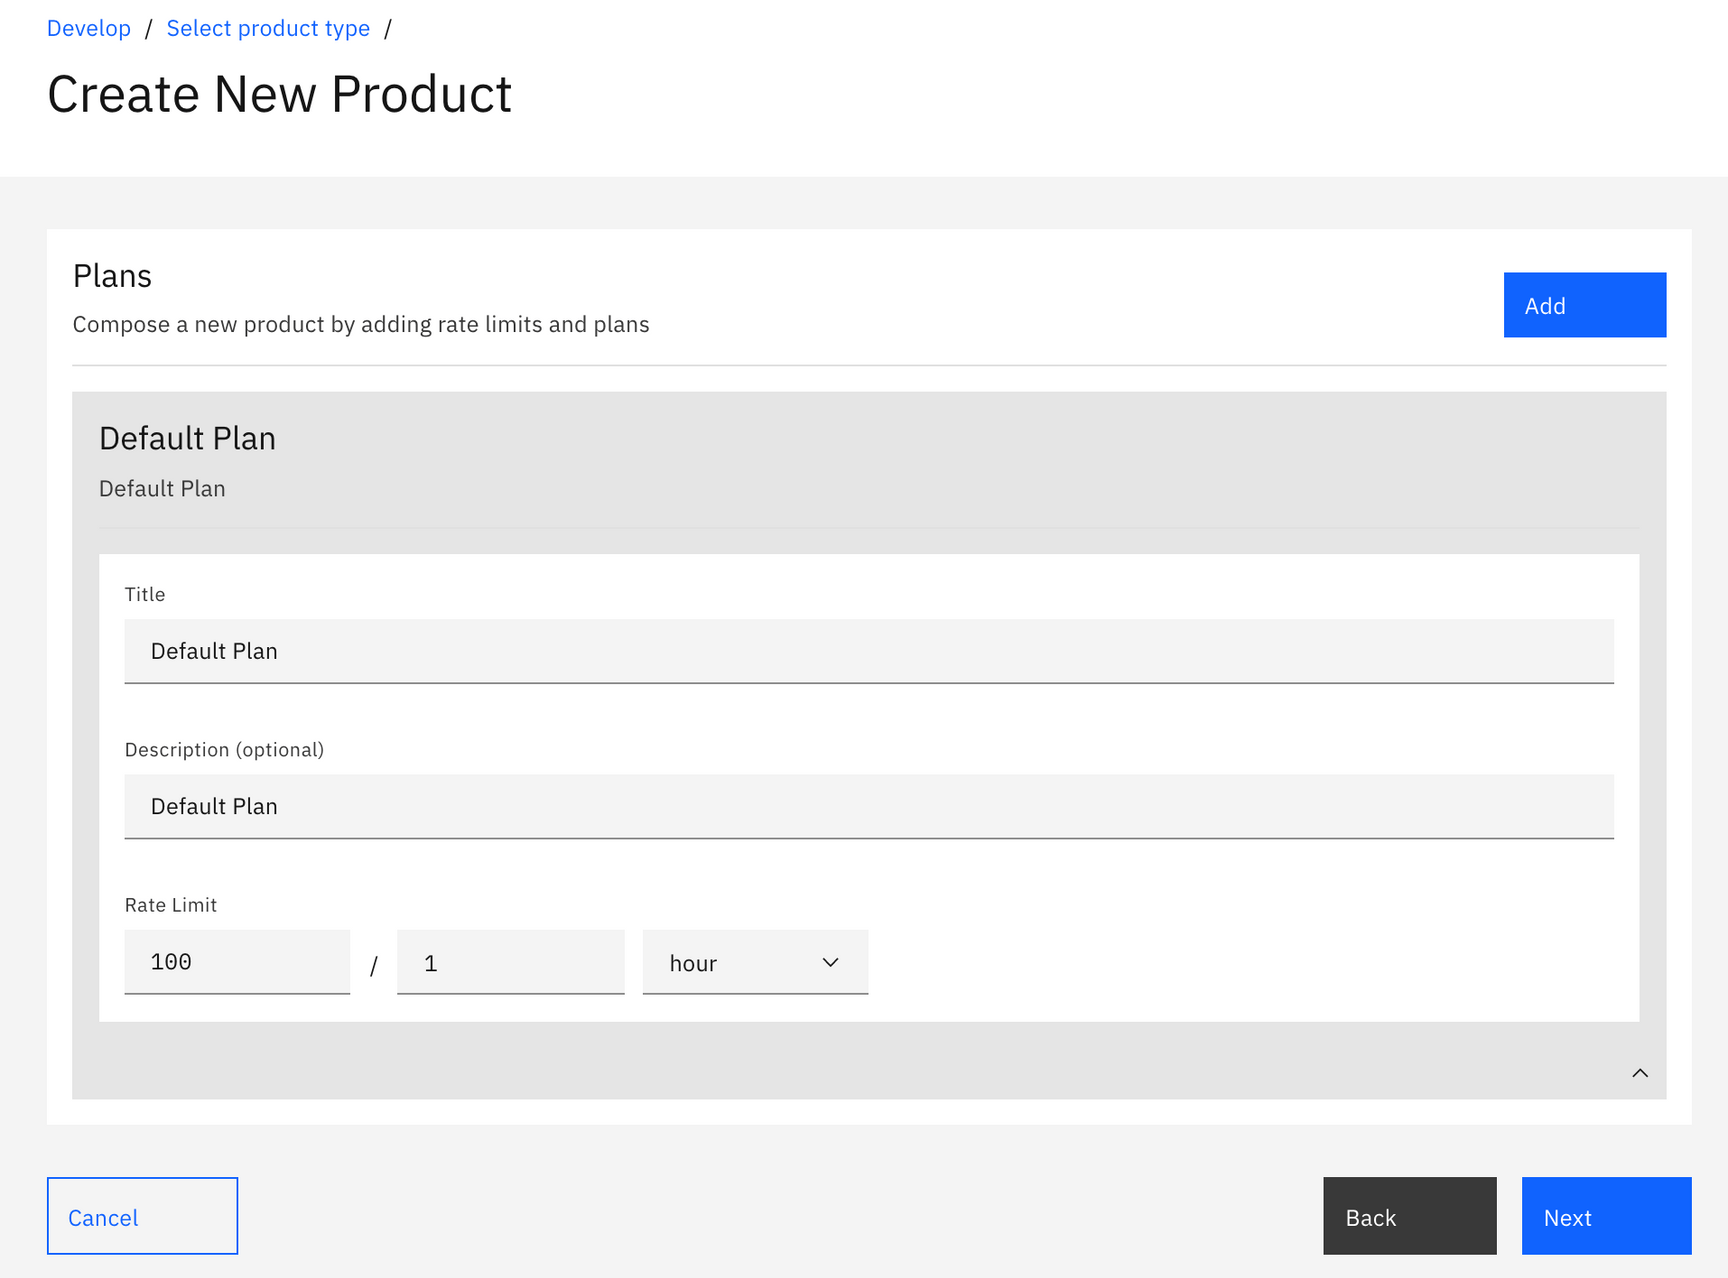 Develop / Select product type /
Create New Product
Plans
Compose a new product by adding rate limits and plans
Add
Default Plan
Default Plan
Title
Default Plan
Description (optional)
Default Plan
Rate Limit
100 / 1 hour
Cancel
Back
Next